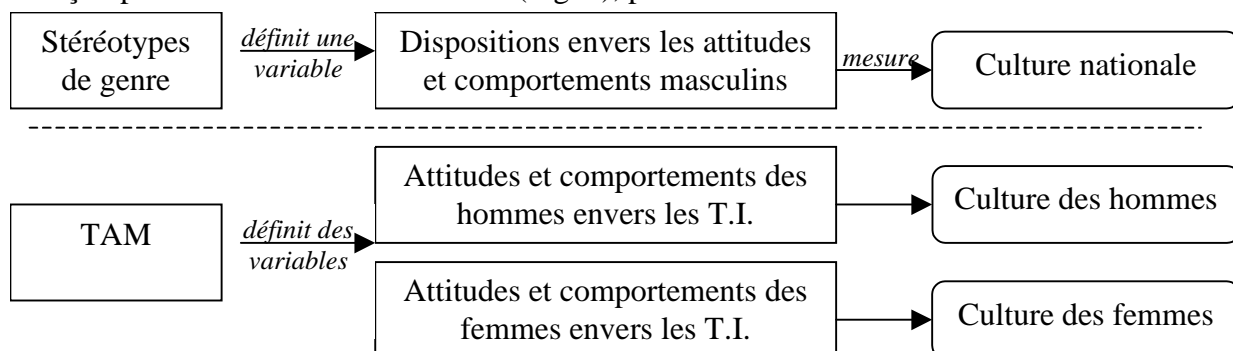 Stéréotypes
de genre
définit une
variable
Dispositions envers les attitudes
et comportements masculins
mesure
Culture nationale
TAM
définit des
variables
Attitudes et comportements des
hommes envers les T.I.
Culture des hommes
Attitudes et comportements des
femmes envers les T.I.
Culture des femmes